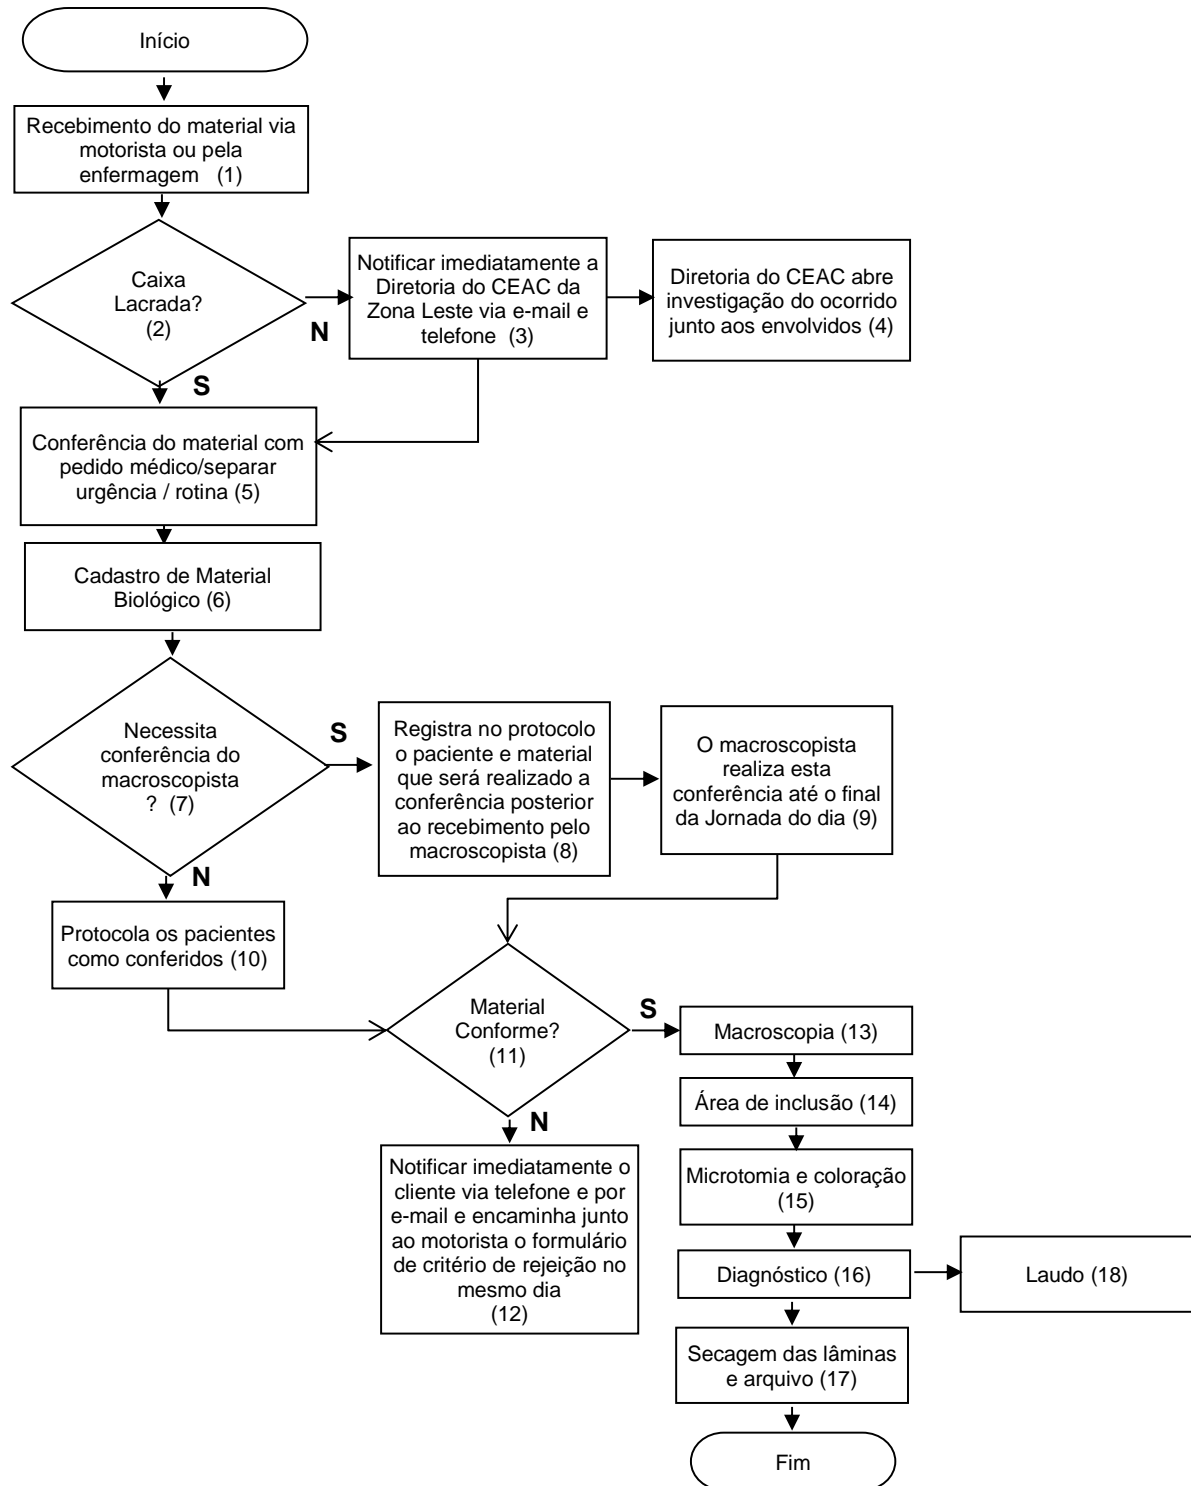 Início
Recebimento do material via
motorista ou pela
enfermagem (1)
Caixa
Lacrada?
(2)
N
S
Notificar imediatamente a
Diretoria do CEAC da
Zona Leste via e-mail e
telefone (3)
Diretoria do CEAC abre
investigação do ocorrido
junto aos envolvidos (4)
Conferência do material com
pedido médico/separar
urgência / rotina (5)
Cadastro de Material
Biológico (6)
Necessita
conferência do
macroscopista
? (7)
S
N
Registra no protocolo
o paciente e material
que será realizado a
conferência posterior
ao recebimento pelo
macroscopista (8)
O macroscopista
realiza esta
conferência até o final
da Jornada do dia (9)
Protocola os pacientes
como conferidos (10)
Material
Conforme?
(11)
S
N
Notificar imediatamente o
cliente via telefone e por
e-mail e encaminha junto
ao motorista o formulário
de critério de rejeição no
mesmo dia
(12)
Macroscopia (13)
Área de inclusão (14)
Microtomia e coloração
(15)
Diagnóstico (16)
Laudo (18)
Secagem das lâminas
e arquivo (17)
Fim